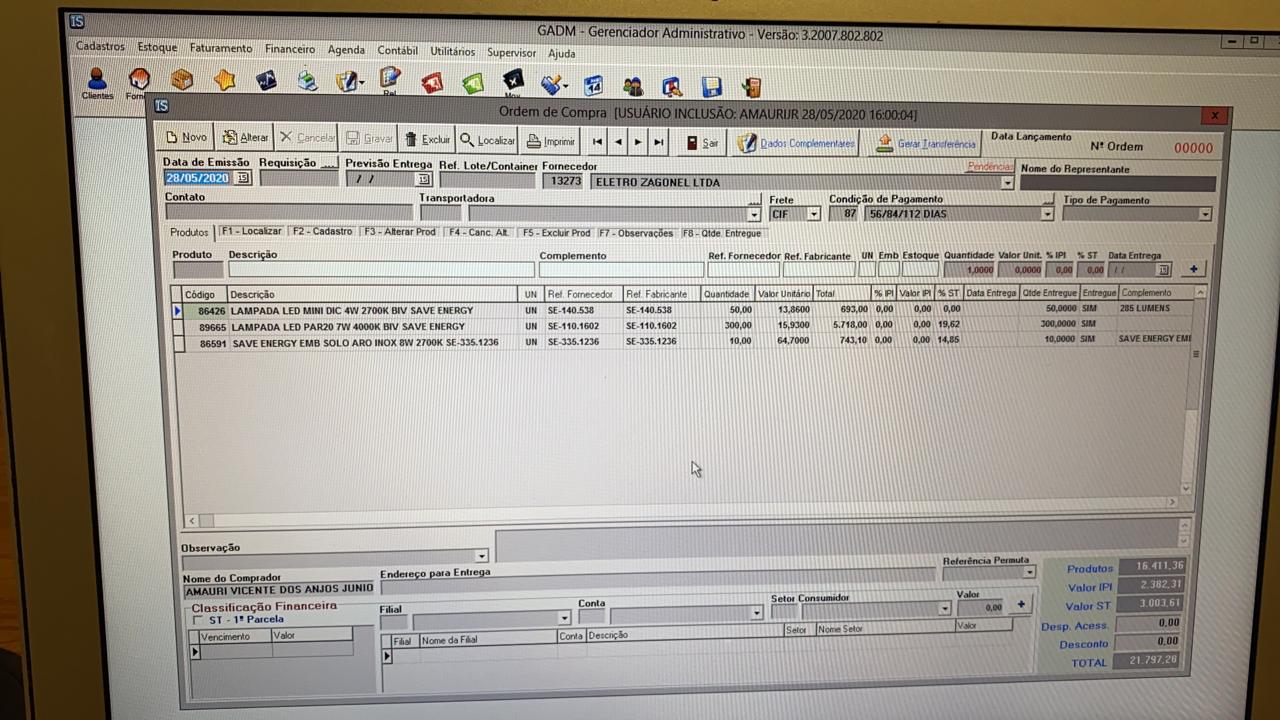 GADM - Gerenciador Administrativo - Versão: 3.2007.802.802
Cadastros Estoque Faturamento Financeiro Agenda Contábil Utilitários Supervisor Ajuda
Clientes
Ordem de Compra [USUÁRIO INCLUSÃO: AMAURIJR 28/05/2020 16:00:04]
Novo Alterar Cancelar Gravar Excluir Localizar Imprimir Sair Dados Complementares Gerar Transferência Data Lançamento Nº Ordem 00000
Data de Emissão Requisição ... Previsão Entrega Ref. Lote/Container Fornecedor Pendências Nome do Representante
28/05/2020 / / 13273 ELETRO ZAGONEL LTDA
Contato Transportadora ... Frete Condição de Pagamento ... Tipo de Pagamento
CIF 87 56/84/112 DIAS
Produtos F1 - Localizar F2 - Cadastro F3 - Alterar Prod F4 - Canc. Alt. F5 - Excluir Prod F7 - Observações F8 - Qtde. Entregue
Produto Descrição Complemento Ref. Fornecedor Ref. Fabricante UN Emb Estoque Quantidade Valor Unit. % IPI % ST Data Entrega
1,0000 0,0000 0,00 0,00 / / +
Código Descrição UN Ref. Fornecedor Ref. Fabricante Quantidade Valor Unitário Total % IPI Valor IPI % ST Data Entrega Qtde Entregue Entregue Complemento
86426 LAMPADA LED MINI DIC 4W 2700K BIV SAVE ENERGY UN SE-140.538 SE-140.538 50,00 13,8600 693,00 0,00 0,00 0,00 50,0000 SIM 285 LUMENS
89665 LAMPADA LED PAR20 7W 4000K BIV SAVE ENERGY UN SE-110.1602 SE-110.1602 300,00 15,9300 5.718,00 0,00 0,00 19,62 300,0000 SIM
86591 SAVE ENERGY EMB SOLO ARO INOX 8W 2700K SE-335.1236 UN SE-335.1236 SE-335.1236 10,00 64,7000 743,10 0,00 0,00 14,85 10,0000 SIM SAVE ENERGY EM
Observação
Nome do Comprador Endereço para Entrega Referência Permuta
AMAURI VICENTE DOS ANJOS JUNIO
Classificação Financeira
ST - 1ª Parcela
Filial Conta Setor Consumidor Valor
0,00 +
Vencimento Valor
Filial Nome da Filial Conta Descrição Setor Nome Setor Valor
Produtos 16.411,36
Valor IPI 2.382,31
Valor ST 3.003,61
Desp. Acess. 0,00
Desconto 0,00
TOTAL 21.797,28